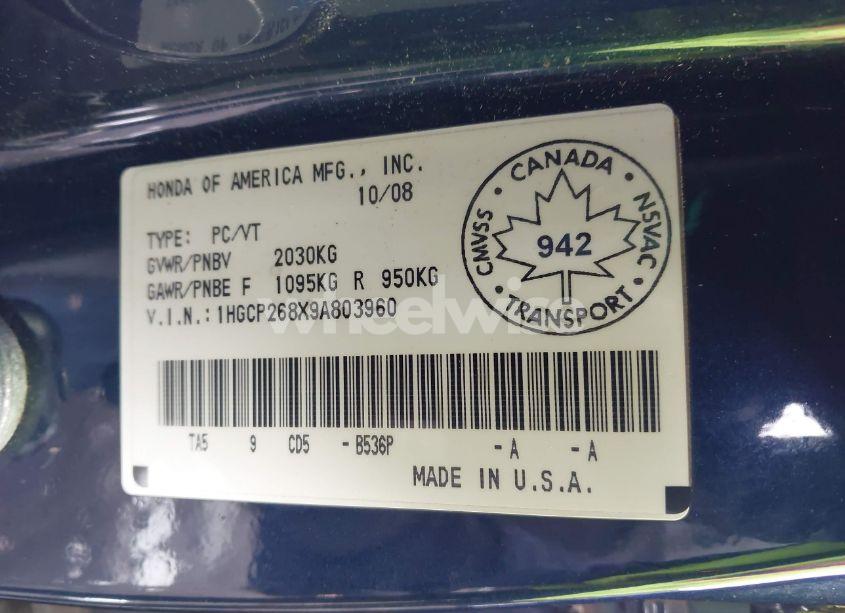 HONDA OF AMERICA MFG., INC.
10/08
TYPE: PC/VT
GVWR/PNBV 2030KG
GAWR/PNBE F 1095KG R 950KG
V.I.N.: 1HGCP268X9A803960
CANADA
CMVSS
NSVAC
942
TRANSPORT
wheelwire
TA5 9 CD5 -B536P -A -A
MADE IN U.S.A.